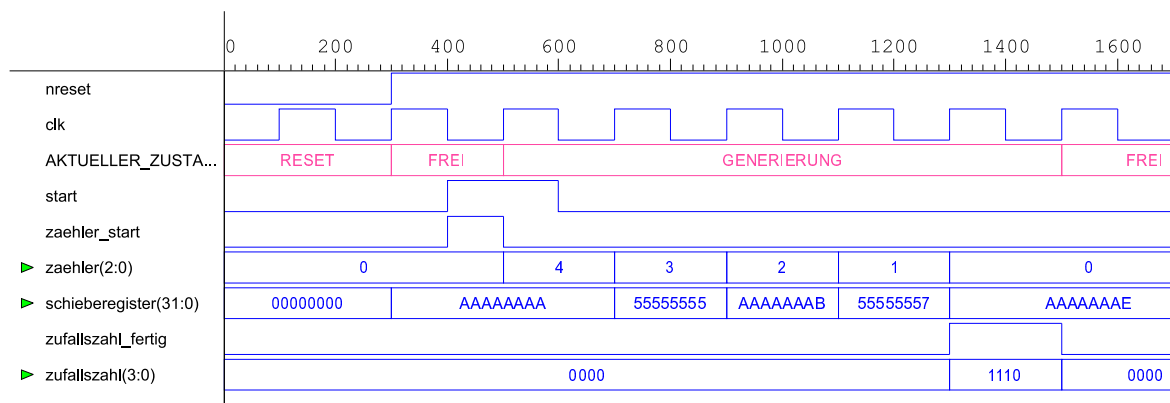 0 200 400 600 800 1000 1200 1400 1600
nreset
clk
AKTUELLER_ZUSTA... RESET FREI GENERIERUNG FREI
start
zaehler_start
zaehler(2:0) 0 4 3 2 1 0
schieberegister(31:0) 00000000 AAAAAAAA 55555555 AAAAAAAB 55555557 AAAAAAAE
zufallszahl_fertig
zufallszahl(3:0) 0000 1110 0000